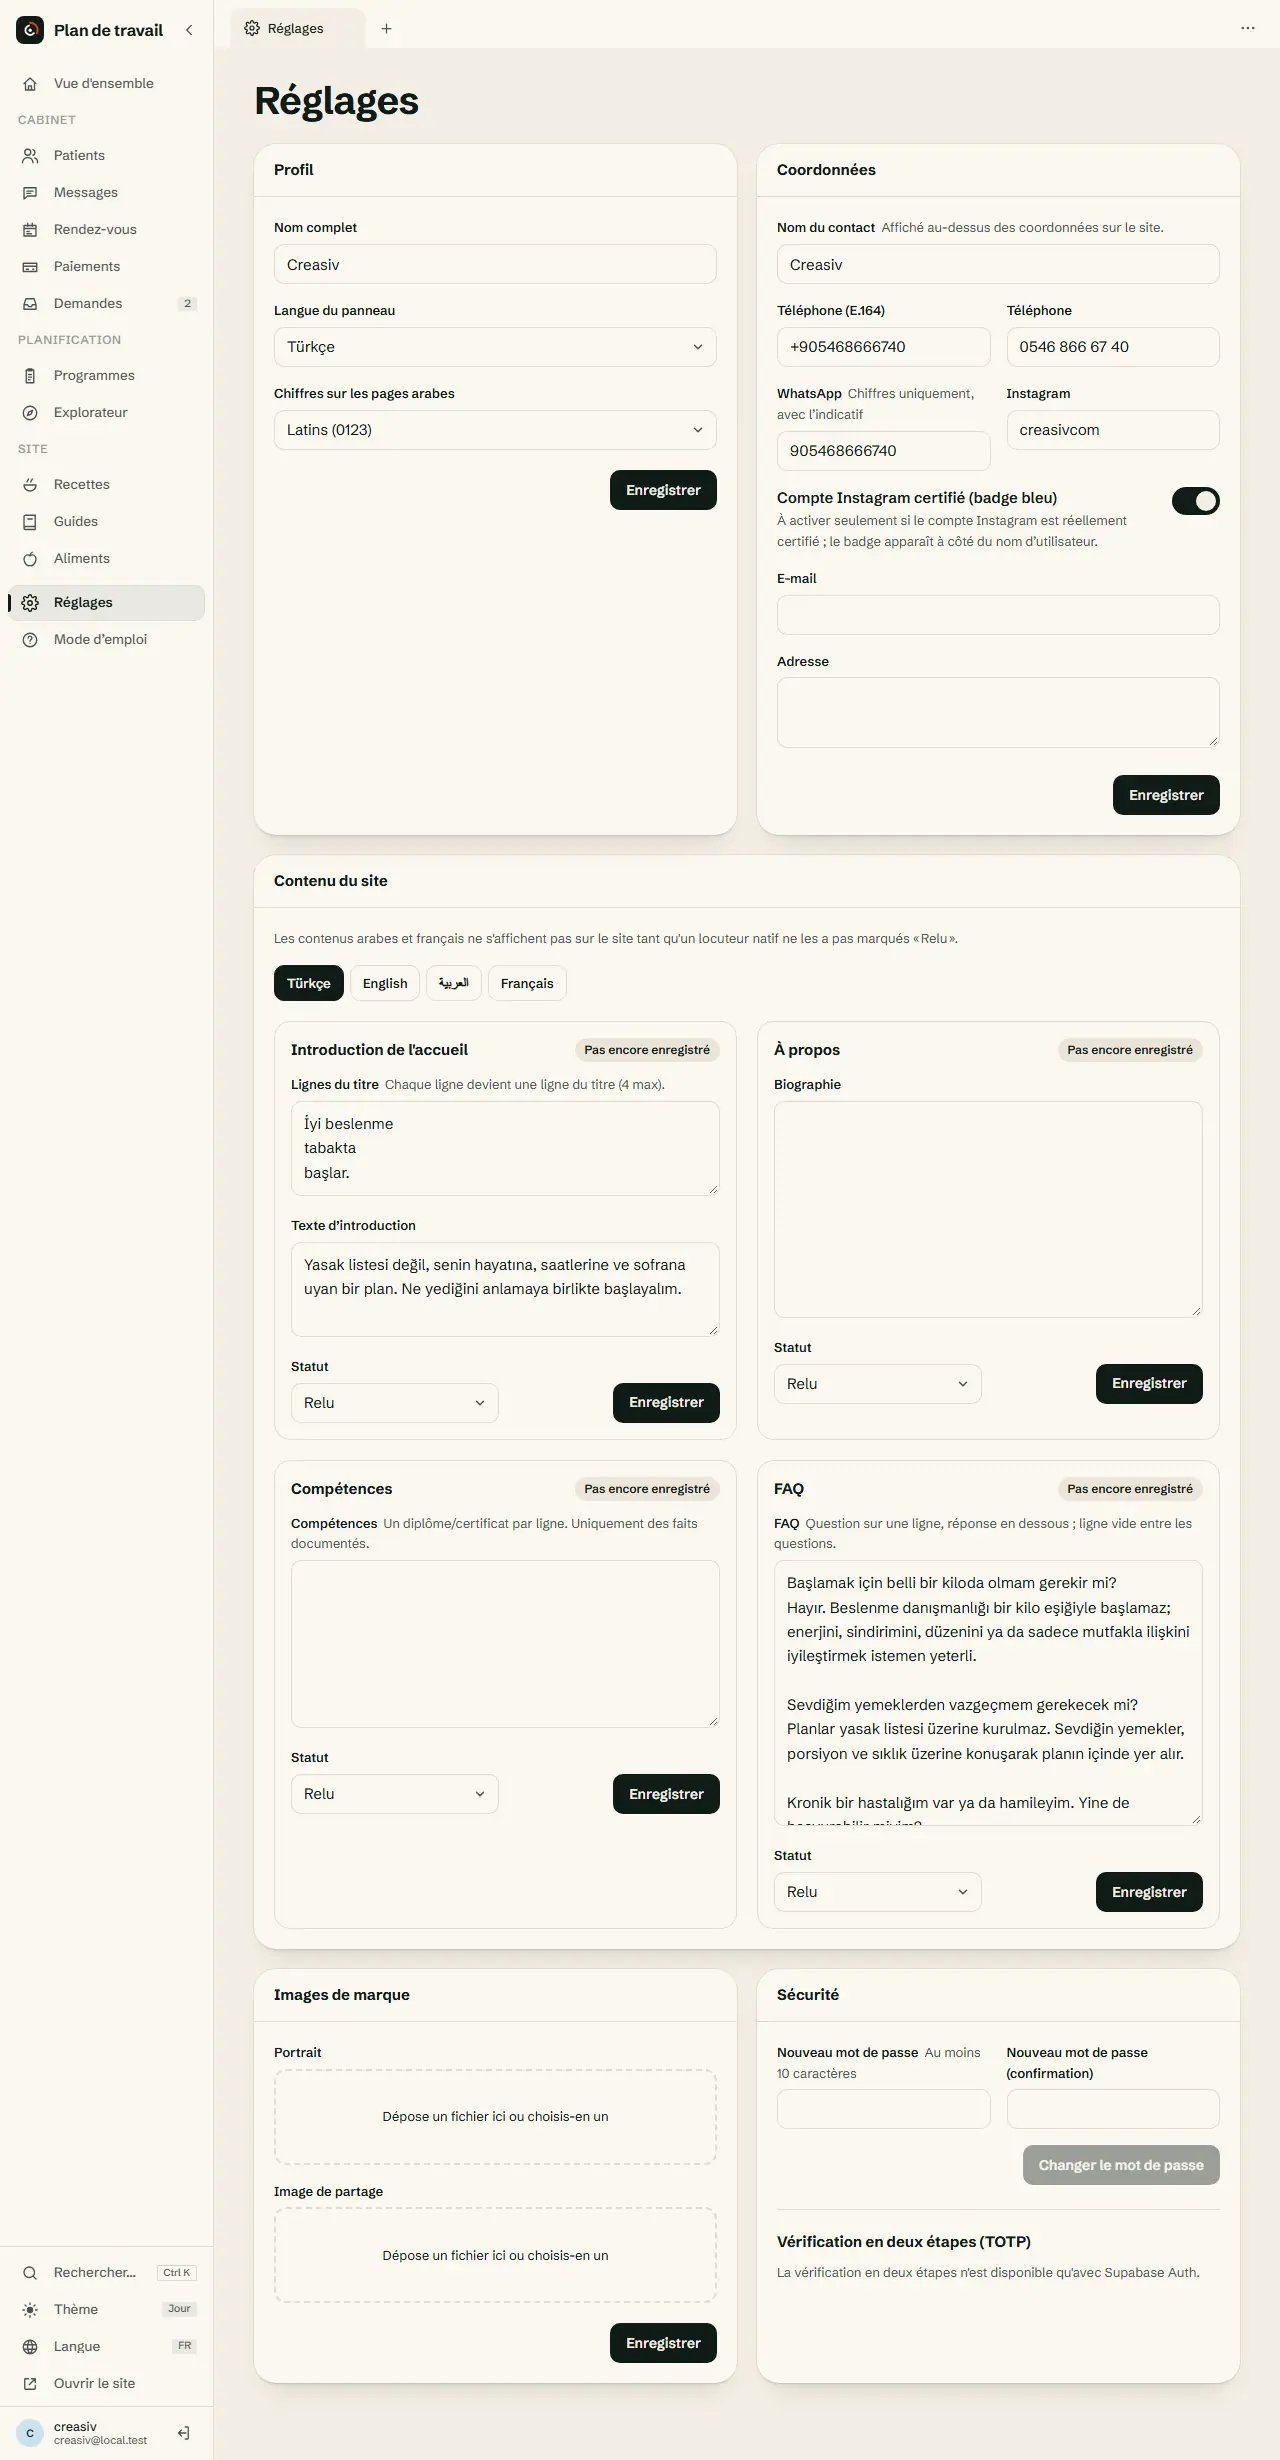 Plan de travail
Vue d'ensemble
CABINET
Patients
Messages
Rendez-vous
Paiements
Demandes 2
PLANIFICATION
Programmes
Explorateur
SITE
Recettes
Guides
Aliments
Réglages
Mode d'emploi
Rechercher... Ctrl K
Thème Jour
Langue FR
Ouvrir le site
C
creasiv
creasiv@local.test
Réglages
Réglages
Profil
Nom complet
Creasiv
Langue du panneau
Türkçe
Chiffres sur les pages arabes
Latins (0123)
Enregistrer
Coordonnées
Nom du contact Affiché au-dessus des coordonnées sur le site.
Creasiv
Téléphone (E.164)
+905468666740
Téléphone
0546 866 67 40
WhatsApp Chiffres uniquement,
avec l'indicatif
905468666740
Instagram
creasivcom
Compte Instagram certifié (badge bleu)
À activer seulement si le compte Instagram est réellement
certifié ; le badge apparaît à côté du nom d'utilisateur.
E-mail
Adresse
Enregistrer
Contenu du site
Les contenus arabes et français ne s'affichent pas sur le site tant qu'un locuteur natif ne les a pas marqués « Relu ».
Türkçe English العربية Français
Introduction de l'accueil Pas encore enregistré
Lignes du titre Chaque ligne devient une ligne du titre (4 max).
İyi beslenme
tabakta
başlar.
Texte d'introduction
Yasak listesi değil, senin hayatına, saatlerine ve sofrana
uyan bir plan. Ne yediğini anlamaya birlikte başlayalım.
Statut
Relu
Enregistrer
À propos Pas encore enregistré
Biographie
Statut
Relu
Enregistrer
Compétences Pas encore enregistré
Compétences Un diplôme/certificat par ligne. Uniquement des faits
documentés.
Statut
Relu
Enregistrer
FAQ Pas encore enregistré
FAQ Question sur une ligne, réponse en dessous ; ligne vide entre les
questions.
Başlamak için belli bir kiloda olmam gerekir mi?
Hayır. Beslenme danışmanlığı bir kilo eşiğiyle başlamaz;
enerjini, sindirimini, düzenini ya da sadece mutfakla ilişkini
iyileştirmek istemen yeterli.
Sevdiğim yemeklerden vazgeçmem gerekecek mi?
Planlar yasak listesi üzerine kurulmaz. Sevdiğin yemekler,
porsiyon ve sıklık üzerine konuşarak planın içinde yer alır.
Kronik bir hastalığım var ya da hamileyim. Yine de
Statut
Relu
Enregistrer
Images de marque
Portrait
Dépose un fichier ici ou choisis-en un
Image de partage
Dépose un fichier ici ou choisis-en un
Enregistrer
Sécurité
Nouveau mot de passe Au moins
10 caractères
Nouveau mot de passe
(confirmation)
Changer le mot de passe
Vérification en deux étapes (TOTP)
La vérification en deux étapes n'est disponible qu'avec Supabase Auth.